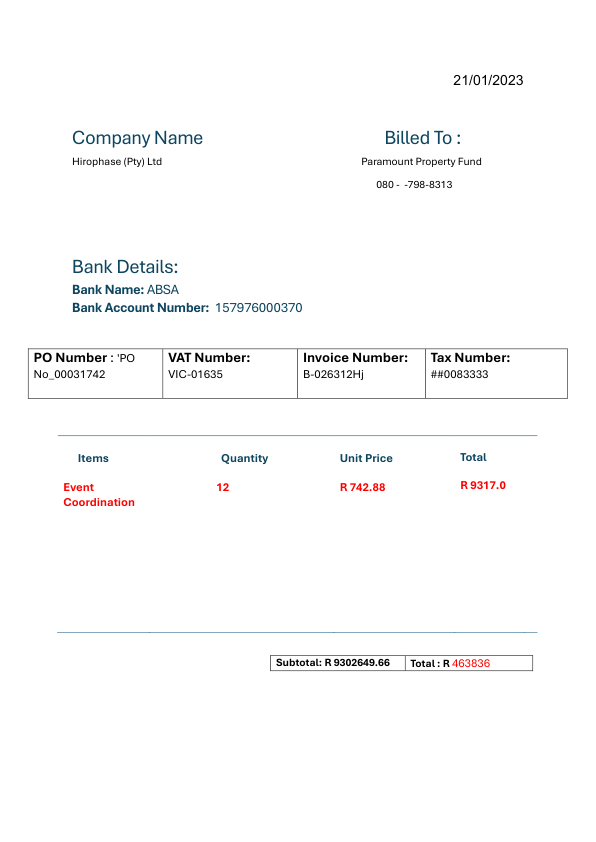 21/01/2023
Company Name
Billed To :
Hirophase (Pty) Ltd
Paramount Property Fund
080 - -798-8313
Bank Details:
Bank Name: ABSA
Bank Account Number: 157976000370
PO Number : 'PO No_00031742
VAT Number: VIC-01635
Invoice Number: B-026312Hj
Tax Number: ##0083333
Items Quantity Unit Price Total
Event Coordination 12 R 742.88 R 9317.0
Subtotal: R 9302649.66 Total : R 463836